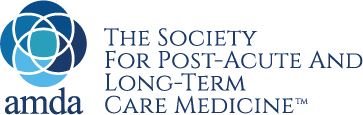 The Society
For Post-Acute And
Long-Term
Care Medicine™
amda